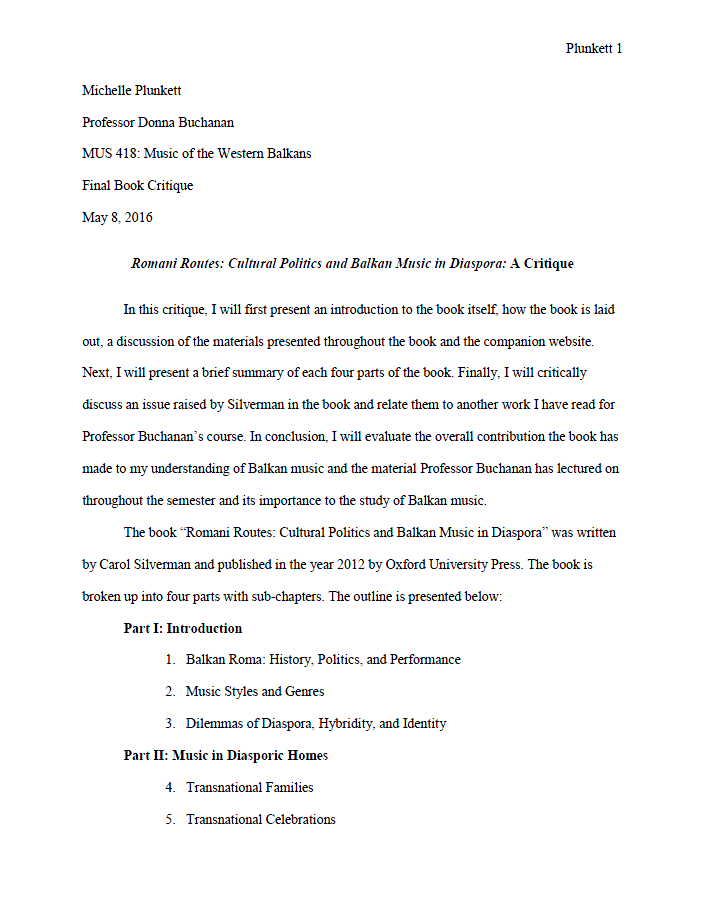 Plunkett 1
Michelle Plunkett
Professor Donna Buchanan
MUS 418: Music of the Western Balkans
Final Book Critique
May 8, 2016
Romani Routes: Cultural Politics and Balkan Music in Diaspora: A Critique
In this critique, I will first present an introduction to the book itself, how the book is laid
out, a discussion of the materials presented throughout the book and the companion website.
Next, I will present a brief summary of each four parts of the book. Finally, I will critically
discuss an issue raised by Silverman in the book and relate them to another work I have read for
Professor Buchanan’s course. In conclusion, I will evaluate the overall contribution the book has
made to my understanding of Balkan music and the material Professor Buchanan has lectured on
throughout the semester and its importance to the study of Balkan music.
The book “Romani Routes: Cultural Politics and Balkan Music in Diaspora” was written
by Carol Silverman and published in the year 2012 by Oxford University Press. The book is
broken up into four parts with sub-chapters. The outline is presented below:
Part I: Introduction
1. Balkan Roma: History, Politics, and Performance
2. Music Styles and Genres
3. Dilemmas of Diaspora, Hybridity, and Identity
Part II: Music in Diasporic Homes
4. Transnational Families
5. Transnational Celebrations